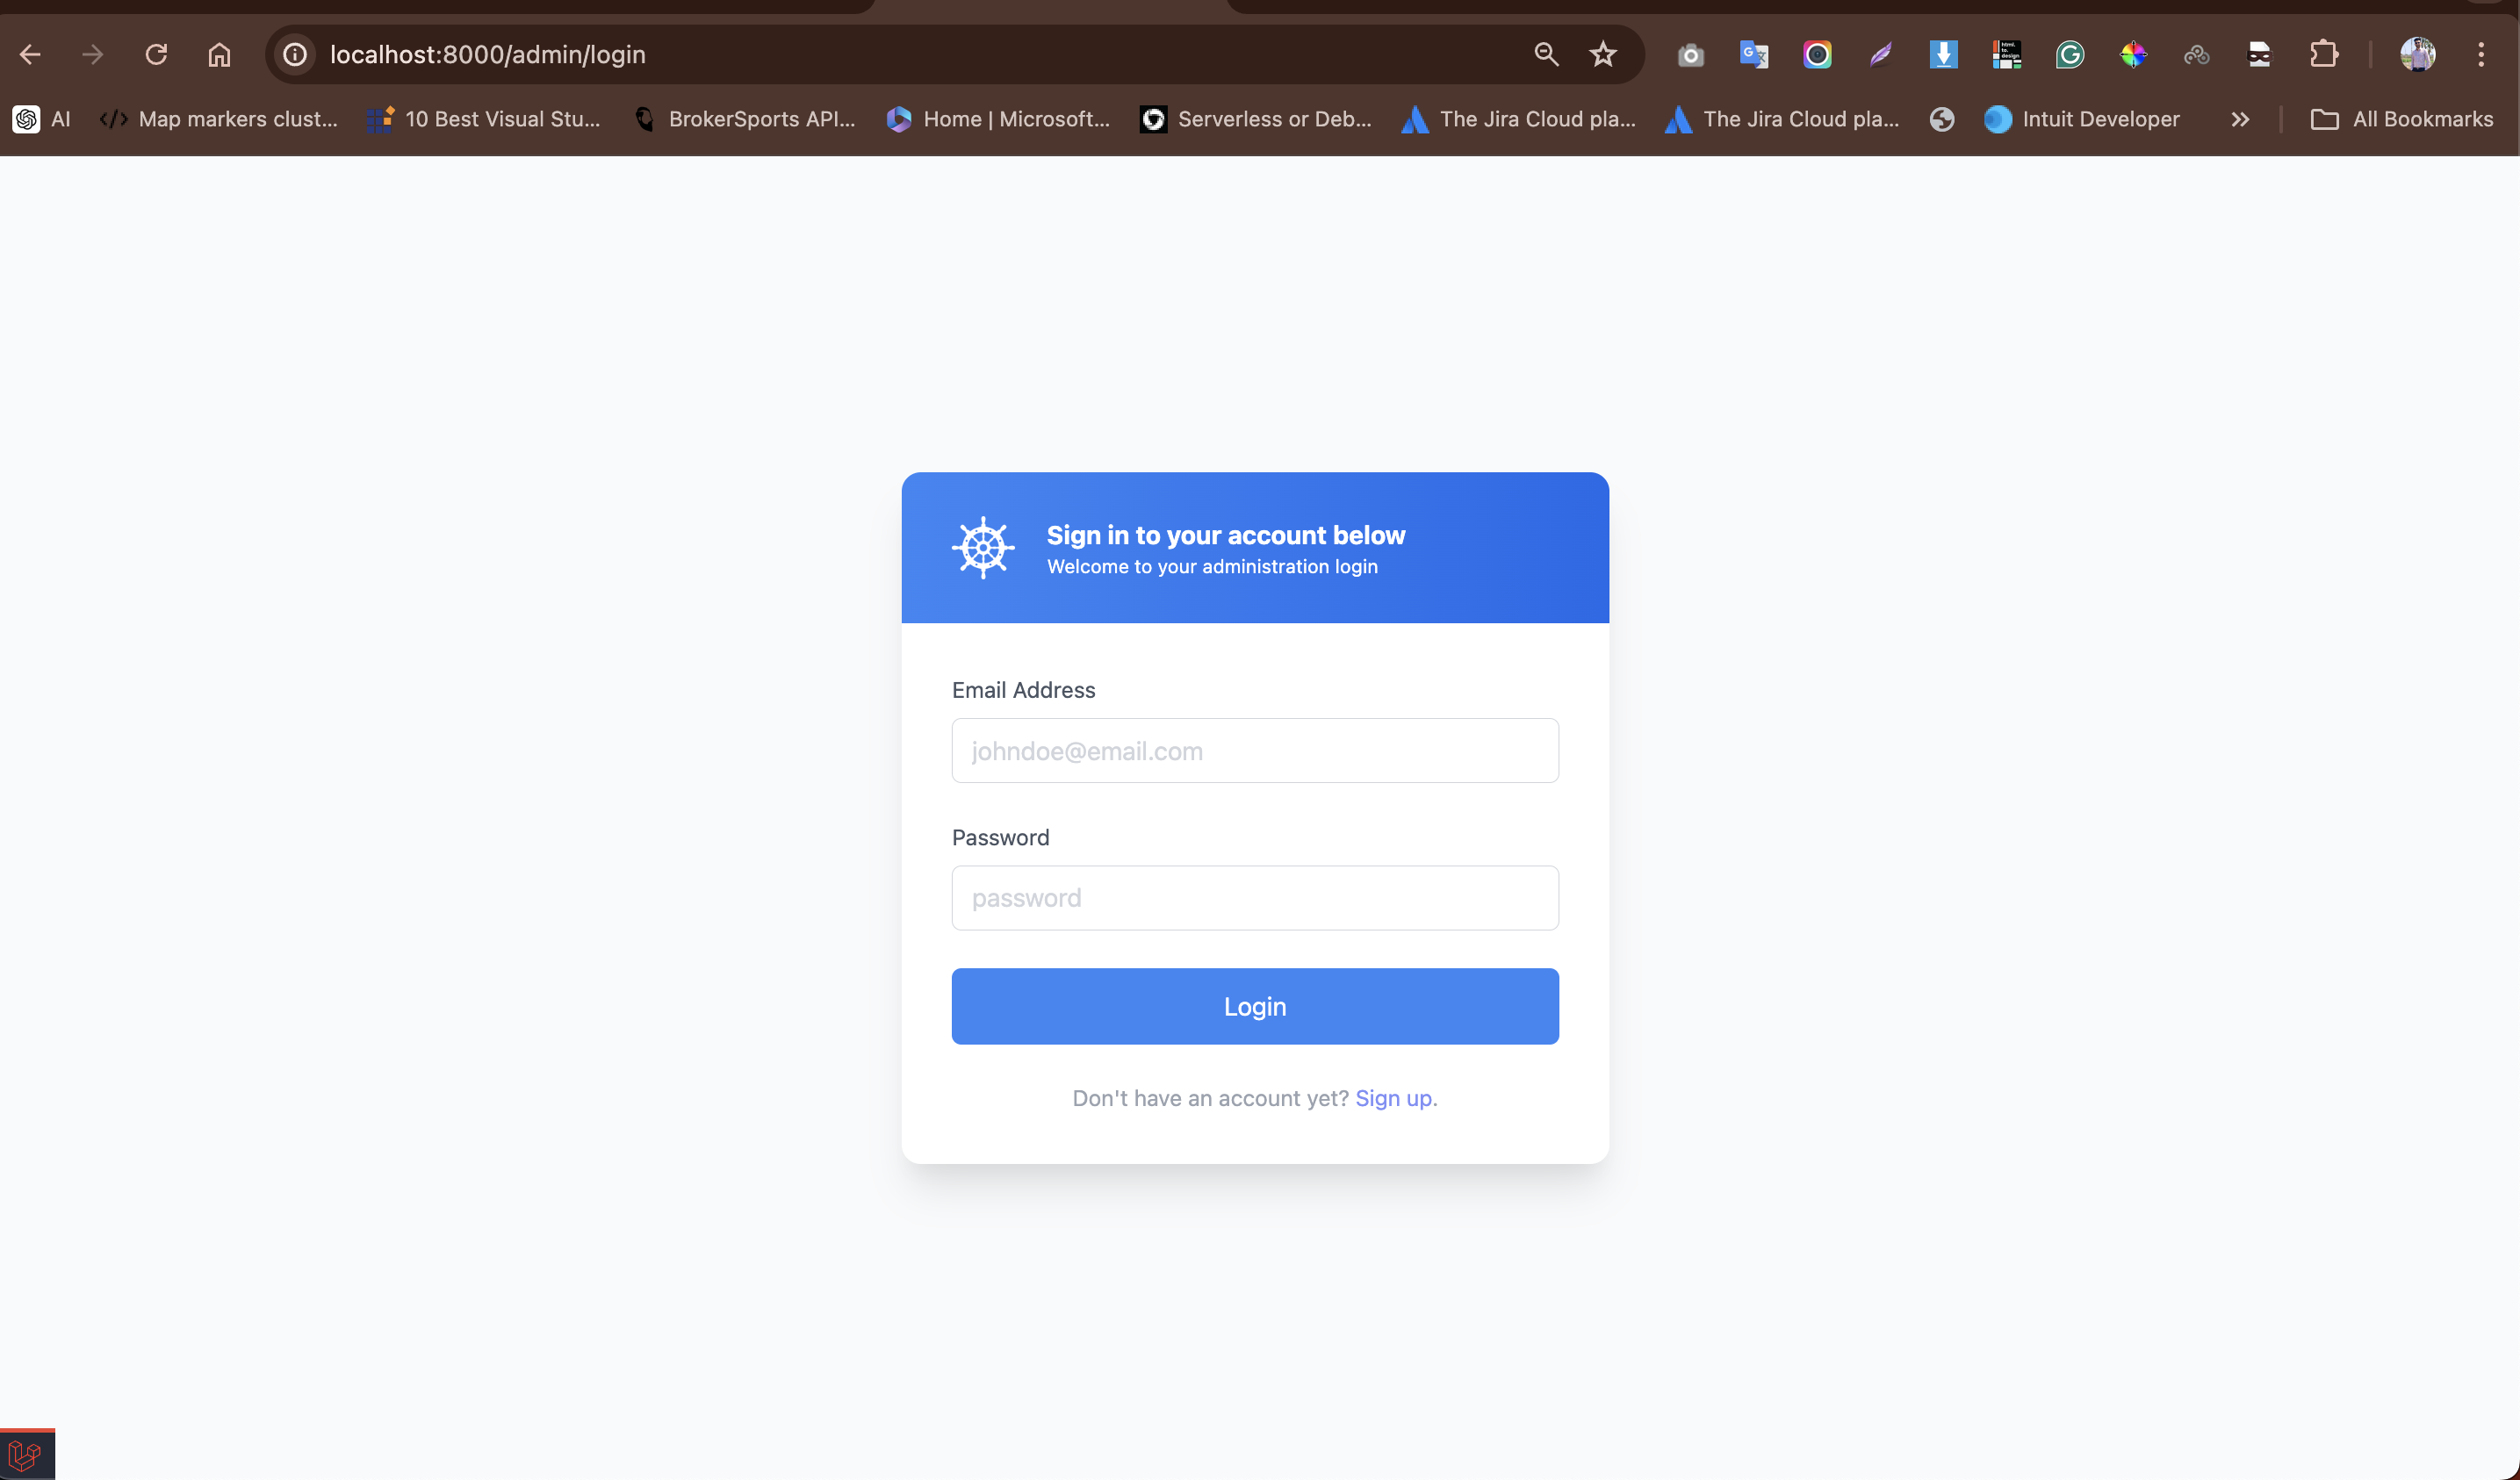 localhost:8000/admin/login
AI
Map markers clust...
10 Best Visual Stu...
BrokerSports API...
Home | Microsoft...
Serverless or Deb...
The Jira Cloud pla...
The Jira Cloud pla...
Intuit Developer
All Bookmarks
Sign in to your account below
Welcome to your administration login
Email Address
johndoe@email.com
Password
password
Login
Don't have an account yet? Sign up.